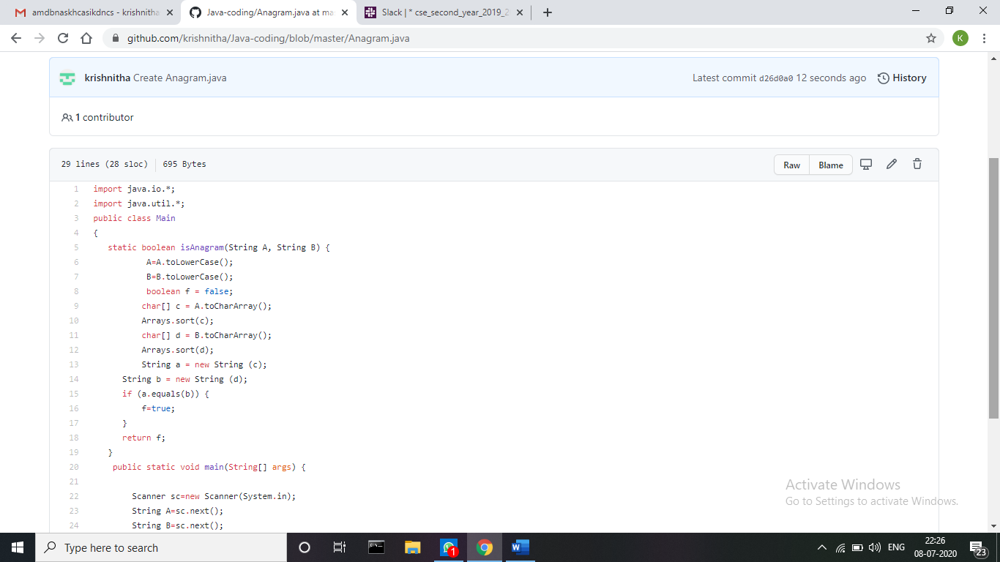 amdbnaskhcasikdncs - krishnitha
Java-coding/Anagram.java at ma
Slack | * cse_second_year_2019_2
github.com/krishnitha/Java-coding/blob/master/Anagram.java
K
krishnitha Create Anagram.java
Latest commit d26d0a0 12 seconds ago
History
1 contributor
29 lines (28 sloc) 695 Bytes
Raw
Blame
1 import java.io.*;
2 import java.util.*;
3 public class Main
4 {
5 static boolean isAnagram(String A, String B) {
6 A=A.toLowerCase();
7 B=B.toLowerCase();
8 boolean f = false;
9 char[] c = A.toCharArray();
10 Arrays.sort(c);
11 char[] d = B.toCharArray();
12 Arrays.sort(d);
13 String a = new String (c);
14 String b = new String (d);
15 if (a.equals(b)) {
16 f=true;
17 }
18 return f;
19 }
20 public static void main(String[] args) {
21
22 Scanner sc=new Scanner(System.in);
23 String A=sc.next();
24 String B=sc.next();
Activate Windows
Go to Settings to activate Windows.
Type here to search
1
W
ENG
22:26
08-07-2020
23